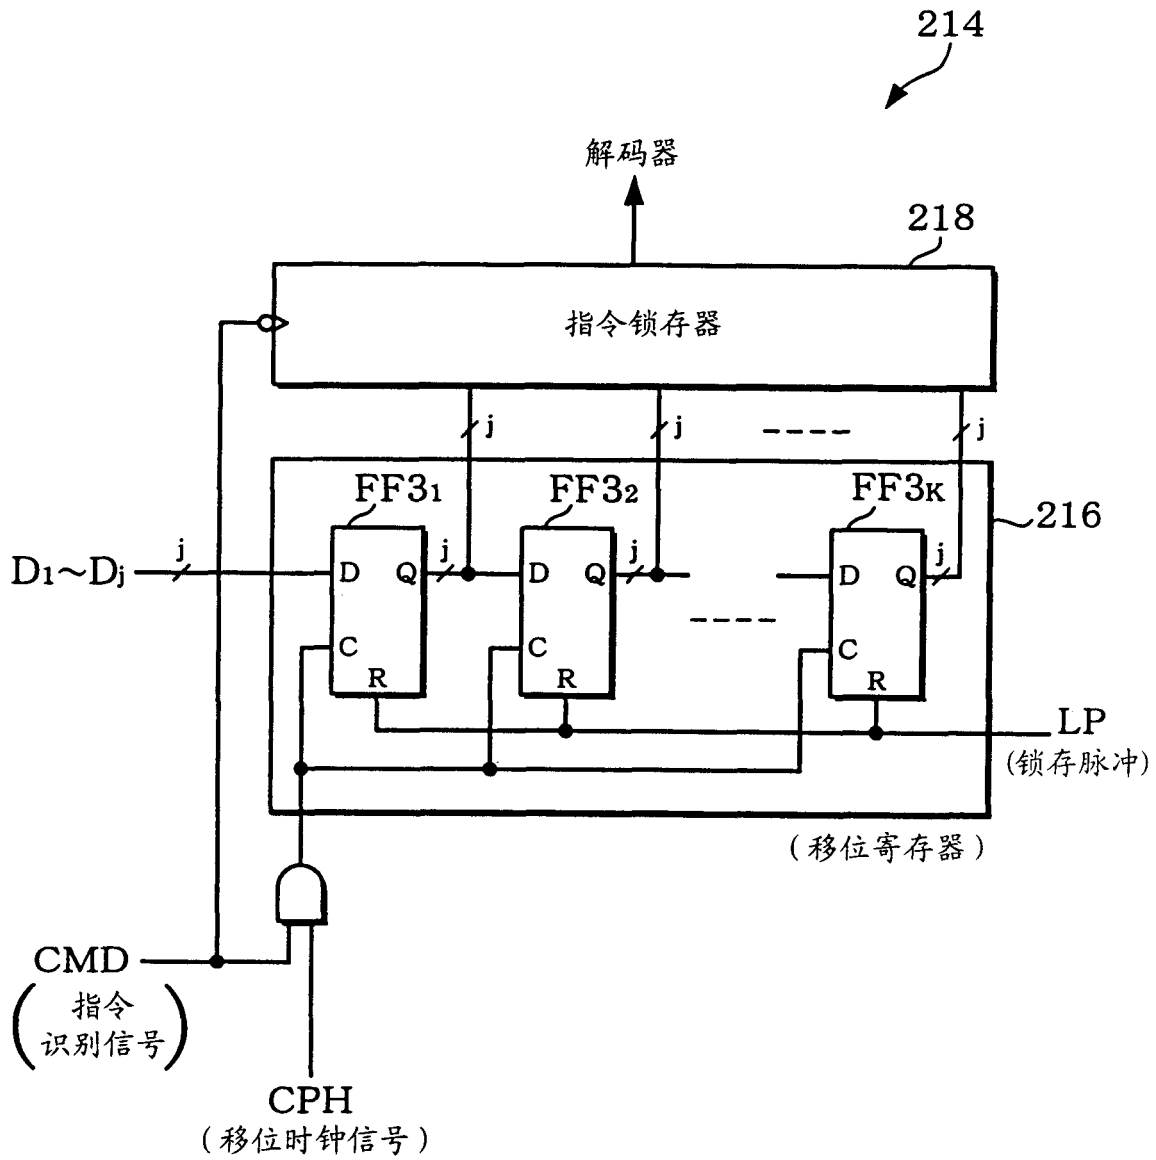 214
解码器
218
指令锁存器
j
j
----
j
FF3₁
FF3₂
FF3K
216
D₁~Dj
j
D
Q
j
D
Q
j
D
Q
j
----
C
R
C
R
C
R
LP
(锁存脉冲)
(移位寄存器)
CMD
(指令
识别信号)
CPH
(移位时钟信号)